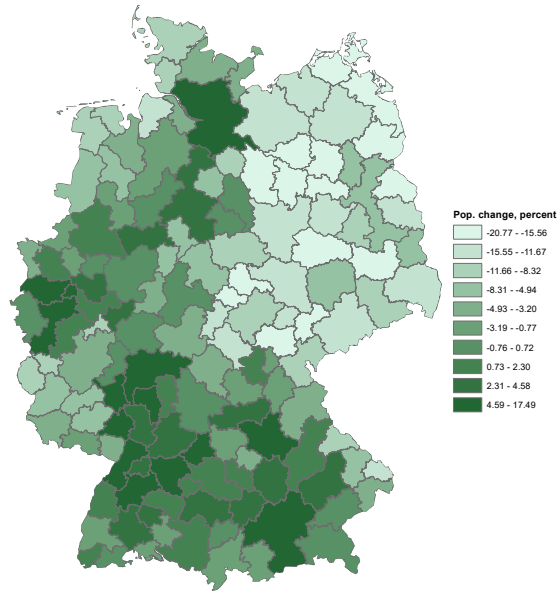 Pop. change, percent
-20.77 - -15.56
-15.55 - -11.67
-11.66 - -8.32
-8.31 - -4.94
-4.93 - -3.20
-3.19 - -0.77
-0.76 - 0.72
0.73 - 2.30
2.31 - 4.58
4.59 - 17.49